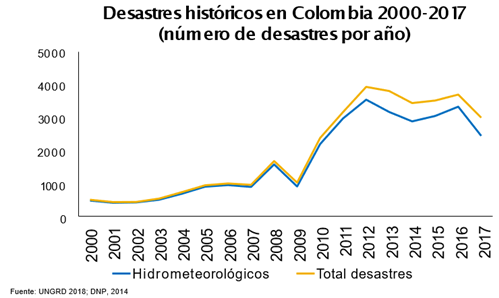 Desastres históricos en Colombia 2000-2017
(número de desastres por año)
5000
4000
3000
2000
1000
0
2000 2001 2002 2003 2004 2005 2006 2007 2008 2009 2010 2011 2012 2013 2014 2015 2016 2017
Hidrometeorológicos Total desastres
Fuente: UNGRD 2018; DNP, 2014